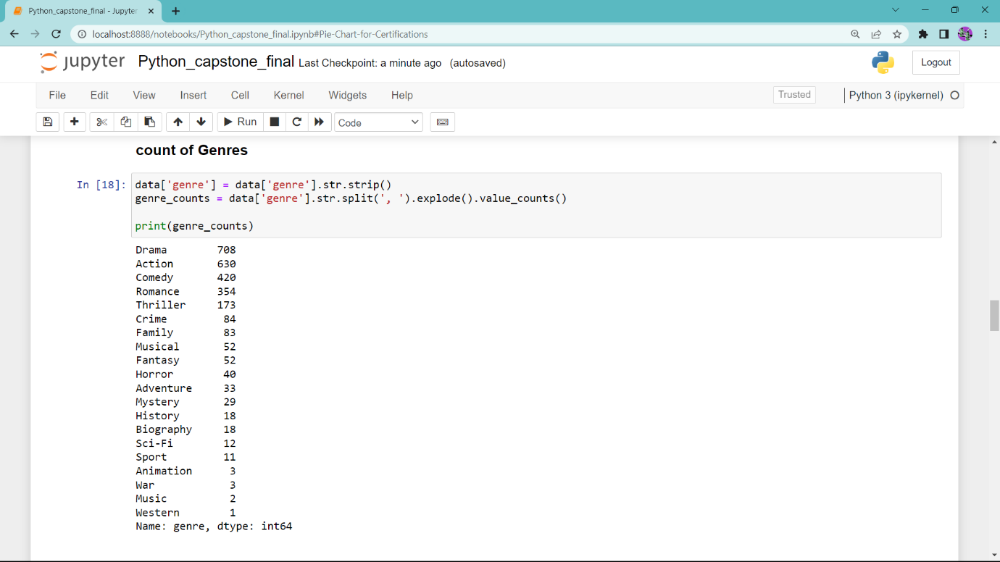 Python_capstone_final - Jupyter
localhost:8888/notebooks/Python_capstone_final.ipynb#Pie-Chart-for-Certifications
jupyter Python_capstone_final Last Checkpoint: a minute ago (autosaved) Logout
File Edit View Insert Cell Kernel Widgets Help Trusted Python 3 (ipykernel)
Run Code
count of Genres
In [18]: data['genre'] = data['genre'].str.strip()
genre_counts = data['genre'].str.split(', ').explode().value_counts()
print(genre_counts)
Drama 708
Action 630
Comedy 420
Romance 354
Thriller 173
Crime 84
Family 83
Musical 52
Fantasy 52
Horror 40
Adventure 33
Mystery 29
History 18
Biography 18
Sci-Fi 12
Sport 11
Animation 3
War 3
Music 2
Western 1
Name: genre, dtype: int64